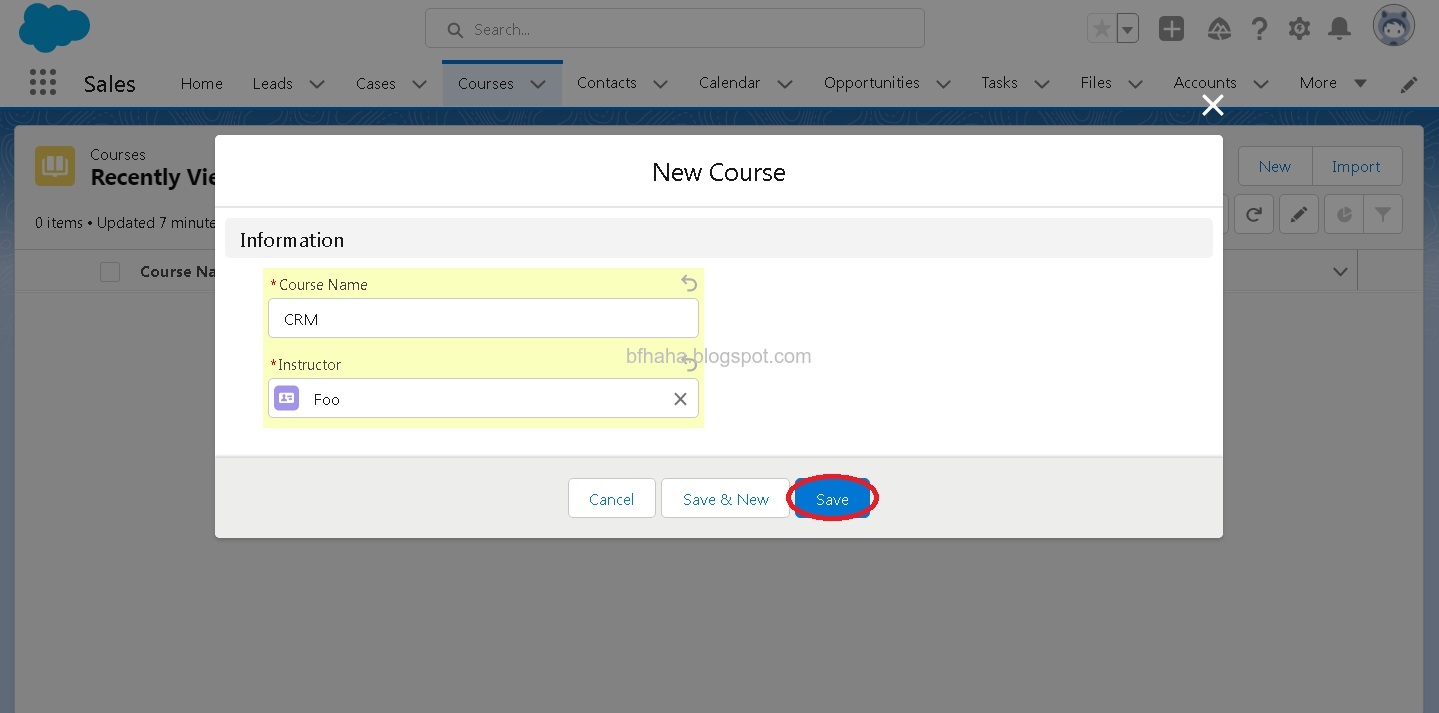 Search...
Sales Home Leads Cases Courses Contacts Calendar Opportunities Tasks Files Accounts More
Courses
Recently Vie
New Import
0 items • Updated 7 minute
Course Na
New Course
Information
*Course Name
CRM
*Instructor
bfhaha.blogspot.com
Foo
Cancel Save & New Save